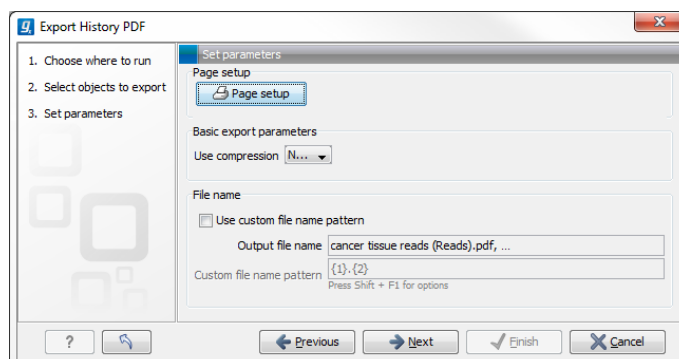 Export History PDF
1. Choose where to run
2. Select objects to export
3. Set parameters
Set parameters
Page setup
Page setup
Basic export parameters
Use compression N...
File name
Use custom file name pattern
Output file name cancer tissue reads (Reads).pdf, ...
Custom file name pattern {1}.{2}
Press Shift + F1 for options
? Previous Next Finish Cancel